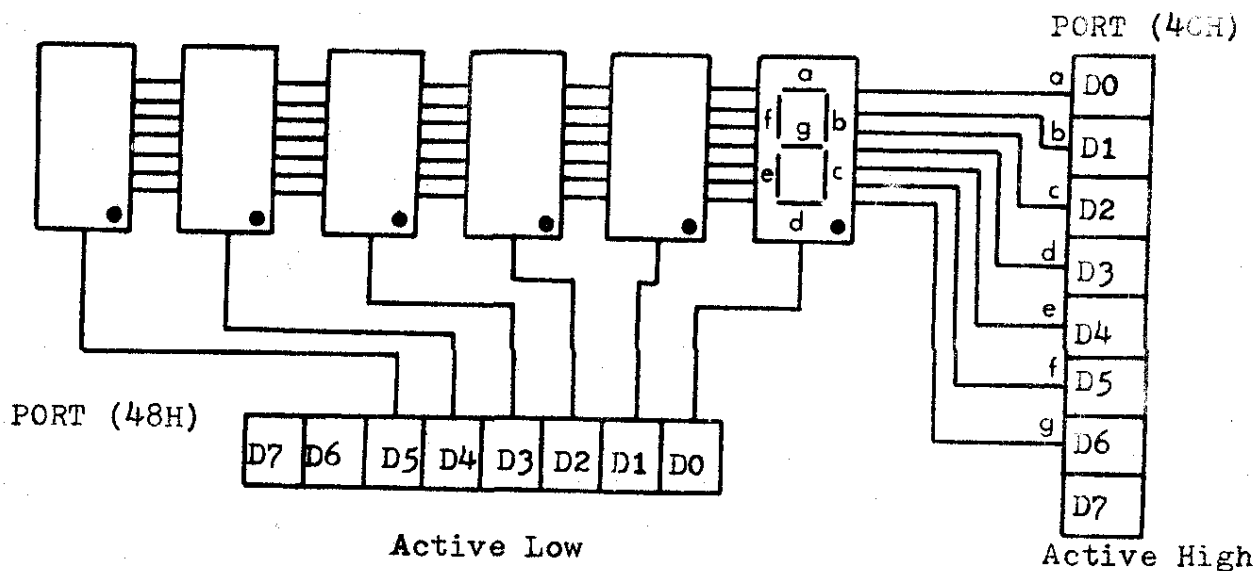 PORT (4CH)
a D0
b D1
c D2
d D3
e D4
f D5
g D6
D7
Active High
a
f g b
e c
d
PORT (48H)
D7 D6 D5 D4 D3 D2 D1 D0
Active Low